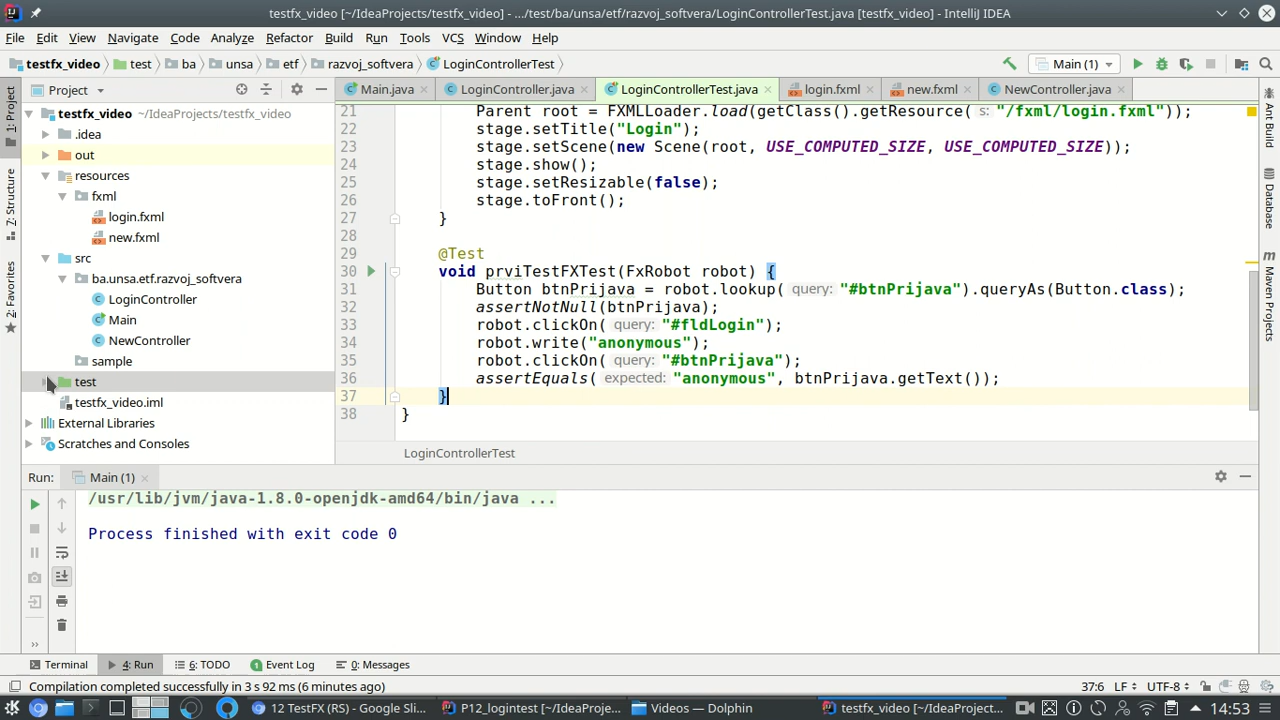 testfx_video [~/IdeaProjects/testfx_video] - .../test/ba/unsa/etf/razvoj_softvera/LoginControllerTest.java [testfx_video] - IntelliJ IDEA
File Edit View Navigate Code Analyze Refactor Build Run Tools VCS Window Help
testfx_video test ba unsa etf razvoj_softvera LoginControllerTest Main (1)
1: Project
Z: Structure
2: Favorites
Project
testfx_video ~/IdeaProjects/testfx_video
.idea
out
resources
fxml
login.fxml
new.fxml
src
ba.unsa.etf.razvoj_softvera
LoginController
Main
NewController
sample
test
testfx_video.iml
External Libraries
Scratches and Consoles
Main.java LoginController.java LoginControllerTest.java login.fxml new.fxml NewController.java
21 Parent root = FXMLLoader.load(getClass().getResource( s: "/fxml/login.fxml"));
22 stage.setTitle("Login");
23 stage.setScene(new Scene(root, USE_COMPUTED_SIZE, USE_COMPUTED_SIZE));
24 stage.show();
25 stage.setResizable(false);
26 stage.toFront();
27 }
28
29 @Test
30 void prviTestFXTest(FxRobot robot) {
31 Button btnPrijava = robot.lookup( query: "#btnPrijava").queryAs(Button.class);
32 assertNotNull(btnPrijava);
33 robot.clickOn( query: "#fldLogin");
34 robot.write("anonymous");
35 robot.clickOn( query: "#btnPrijava");
36 assertEquals( expected: "anonymous", btnPrijava.getText());
37 }
38 }
LoginControllerTest
Ant Build
Database
Maven Projects
Run: Main (1)
/usr/lib/jvm/java-1.8.0-openjdk-amd64/bin/java ...
Process finished with exit code 0
Terminal 4: Run 6: TODO 1 Event Log 0: Messages
Compilation completed successfully in 3 s 92 ms (6 minutes ago) 37:6 LF UTF-8
12 TestFX (RS) - Google Sli... P12_logintest [~/IdeaProje... Videos — Dolphin testfx_video [~/IdeaProject... 14:53